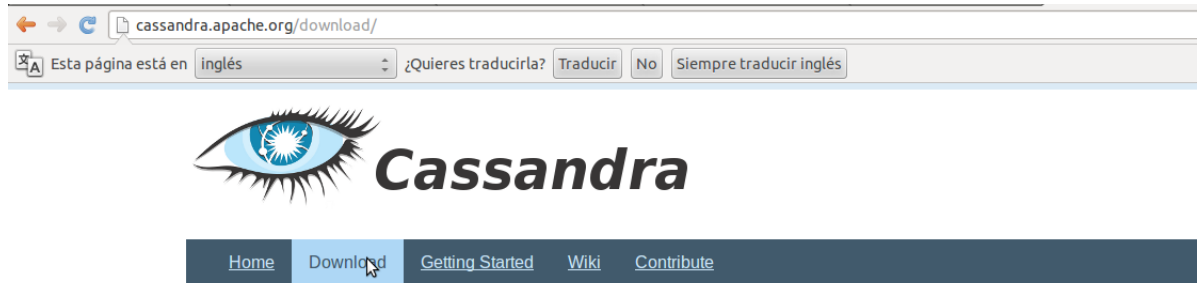 cassandra.apache.org/download/
Esta página está en inglés ¿Quieres traducirla? Traducir No Siempre traducir inglés
Cassandra
Home Download Getting Started Wiki Contribute